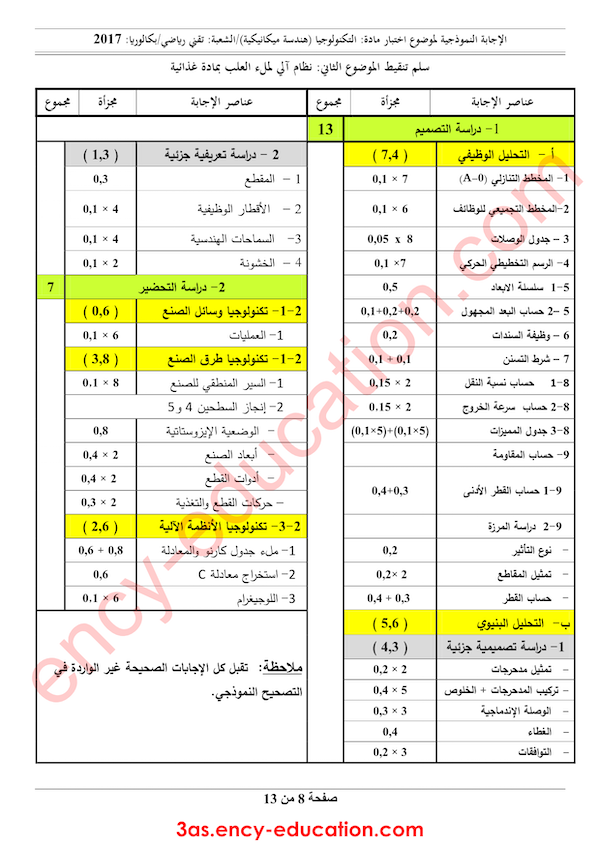 الإجابة النموذجية لموضوع اختبار مادة: التكنولوجيا (هندسة ميكانيكية)/الشعبة: تقني رياضي/بكالوريا: 2017
سلم تنقيط الموضوع الثاني: نظام آلي لملء العلب بمادة غذائية
عناصر الإجابة مجزأة مجموع
1- دراسة التصميم 13
أ - التحليل الوظيفي ( 7,4 )
1- المخطط التنازلي (A-0) 0,1 × 7
2-المخطط التجميعي للوظائف 0,1 × 6
3 - جدول الوصلات 0,05 x 8
4- الرسم التخطيطي الحركي 0,1 ×7
5-1 سلسلة الابعاد 0,5
5 -2 حساب البعد المجهول 0,1+0,2+0,2
6 - وظيفة السندات 0,2
7 - شرط التسنن 0,1 + 0,1
8-1 حساب نسبة النقل 0.15 × 2
8-2 حساب سرعة الخروج 0.15 × 2
8-3 جدول المميزات (0,1×5)+(0,1×5)
9- حساب المقاومة
9-1 حساب القطر الأدنى 0,4+0,3
9-2 دراسة المرزة
- نوع التأثير 0,2
- تمثيل المقاطع 0,2× 2
- حساب القطر 0,4 + 0,3
ب- التحليل البنيوي ( 5,6 )
1- دراسة تصميمية جزئية ( 4,3 )
- تمثيل مدحرجات 0,2 × 2
- تركيب المدحرجات + الخلوص 0,4 × 5
- الوصلة الإندماجية 0,3 × 3
- الغطاء 0,4
- التوافقات 0,2 × 3
عناصر الإجابة مجزأة مجموع
2 - دراسة تعريفية جزئية ( 1,3 )
1 - المقطع 0,3
2 - الأقطار الوظيفية 0,1 × 4
3- السماحات الهندسية 0,1 × 4
4 - الخشونة 0,1 × 2
2- دراسة التحضير 7
2-1- تكنولوجيا وسائل الصنع ( 0,6 )
1- العمليات 0,1 × 6
2-1- تكنولوجيا طرق الصنع ( 3,8 )
1- السير المنطقي للصنع 0.1 × 8
2- إنجاز السطحين 4 و5
- الوضعية الإيزوستاتية 0,8
- أبعاد الصنع 0,4 × 2
- أدوات القطع 0,4 × 2
- حركات القطع والتغذية 0,3 × 2
2-3- تكنولوجيا الأنظمة الآلية ( 2,6 )
1- ملء جدول كارنو والمعادلة 0,6 + 0,8
2- استخراج معادلة C 0,6
3- اللوجيغرام 0.1 × 6
ملاحظة: تقبل كل الإجابات الصحيحة غير الواردة في
التصحيح النموذجي.
صفحة 8 من 13
3as.ency-education.com
ency-education.com